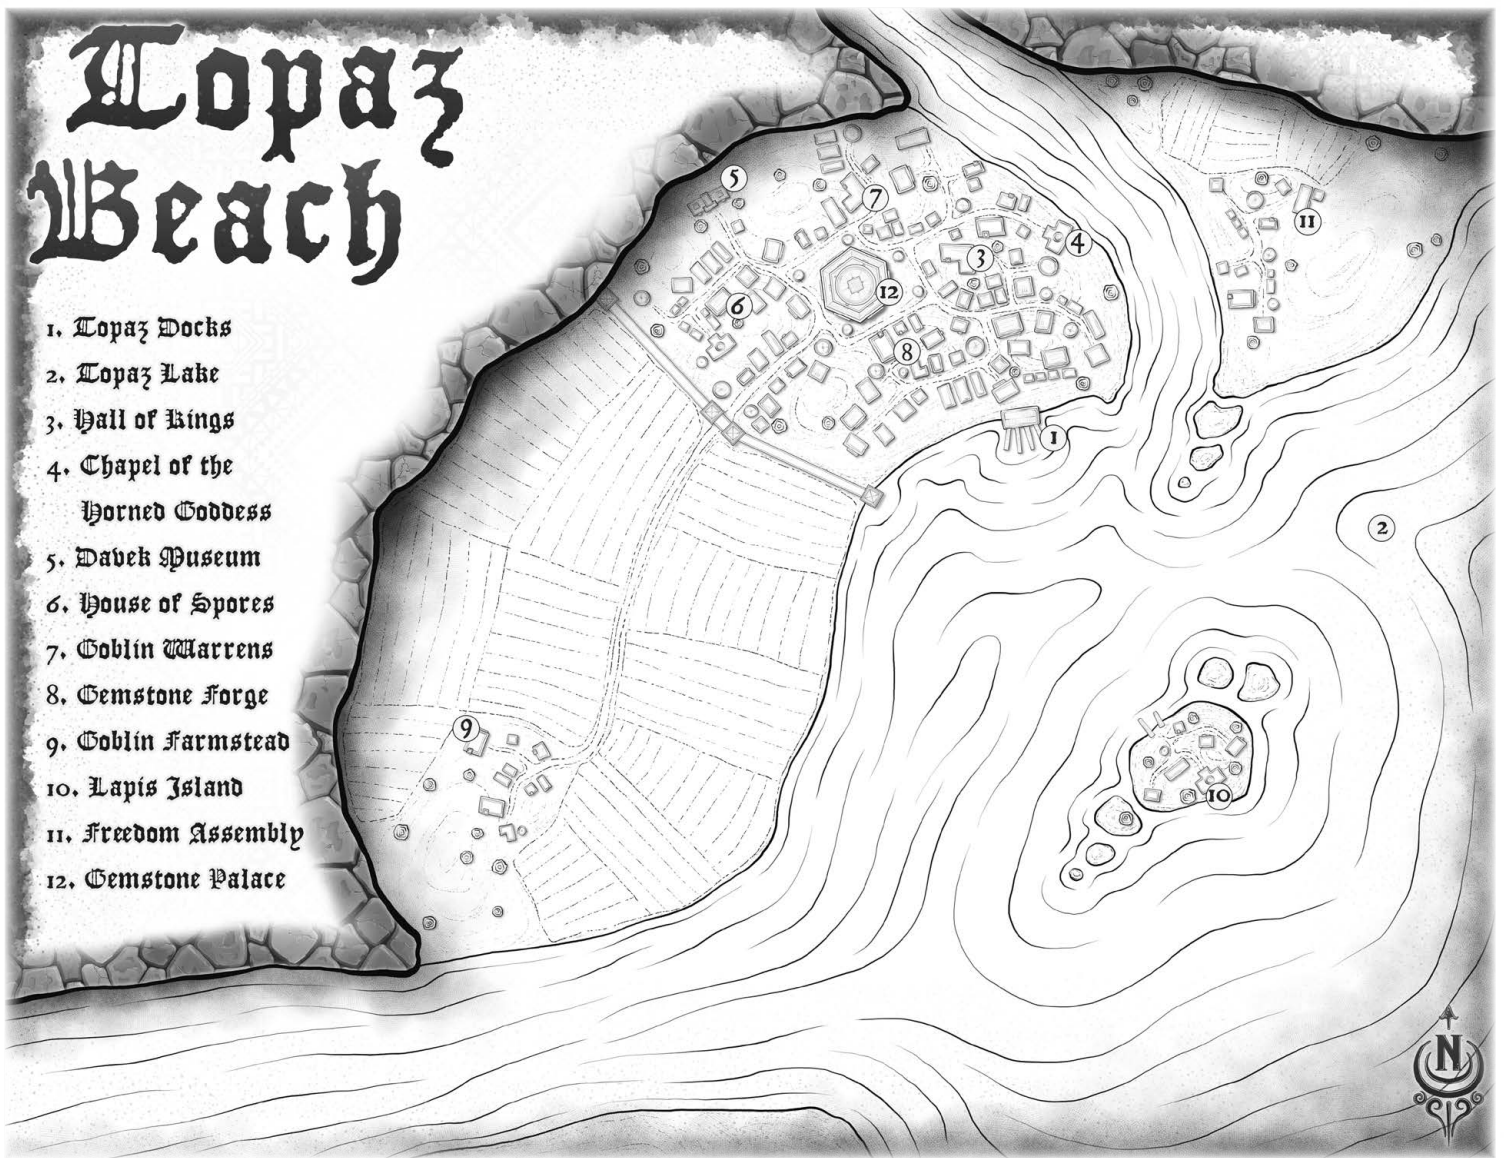 Topaz
Beach
1. Topaz Docks
2. Topaz Lake
3. Hall of Kings
4. Chapel of the
Horned Goddess
5. Davek Museum
6. House of Spores
7. Goblin Warrens
8. Gemstone Forge
9. Goblin Farmstead
10. Lapis Island
11. Freedom Assembly
12. Gemstone Palace
5
7
11
4
3
12
6
8
1
2
9
10
N